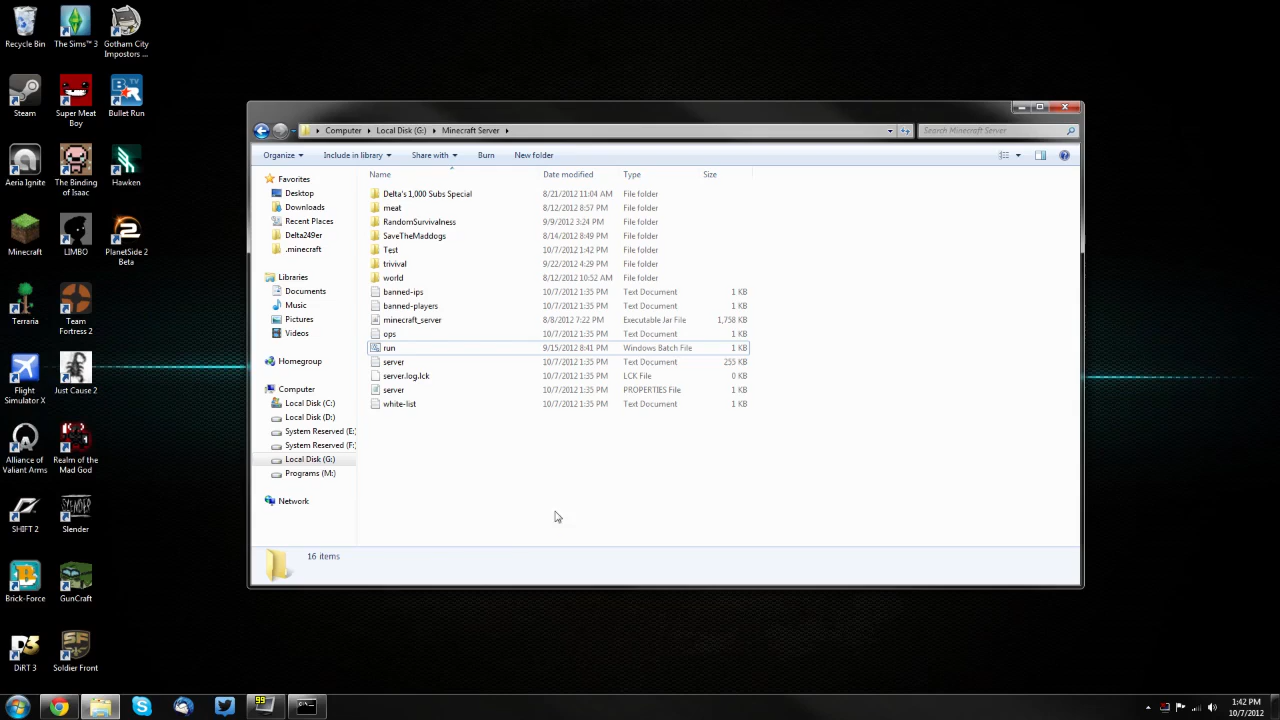 Recycle Bin
The Sims™ 3
Gotham City
Impostors ...
Steam
Super Meat
Boy
Bullet Run
Aeria Ignite
The Binding
of Isaac
Hawken
Minecraft
LIMBO
PlanetSide 2
Beta
Terraria
Team
Fortress 2
Flight
Simulator X
Just Cause 2
Alliance of
Valiant Arms
Realm of the
Mad God
SHIFT 2
Slender
Brick-Force
GunCraft
DiRT 3
Soldier Front
Computer Local Disk (G:) Minecraft Server
Search Minecraft Server
Organize Include in library Share with Burn New folder
Favorites
Desktop
Downloads
Recent Places
Delta249er
.minecraft
Libraries
Documents
Music
Pictures
Videos
Homegroup
Computer
Local Disk (C:)
Local Disk (D:)
System Reserved (E:
System Reserved (F:
Local Disk (G:)
Programs (M:)
Network
Name Date modified Type Size
Delta's 1,000 Subs Special 8/21/2012 11:04 AM File folder
meat 8/12/2012 8:57 PM File folder
RandomSurvivalness 9/9/2012 3:24 PM File folder
SaveTheMaddogs 8/14/2012 8:49 PM File folder
Test 10/7/2012 1:42 PM File folder
trivival 9/22/2012 4:29 PM File folder
world 8/12/2012 10:52 AM File folder
banned-ips 10/7/2012 1:35 PM Text Document 1 KB
banned-players 10/7/2012 1:35 PM Text Document 1 KB
minecraft_server 8/8/2012 7:22 PM Executable Jar File 1,758 KB
ops 10/7/2012 1:35 PM Text Document 1 KB
run 9/15/2012 8:41 PM Windows Batch File 1 KB
server 10/7/2012 1:35 PM Text Document 255 KB
server.log.lck 10/7/2012 1:35 PM LCK File 0 KB
server 10/7/2012 1:35 PM PROPERTIES File 1 KB
white-list 10/7/2012 1:35 PM Text Document 1 KB
16 items
99
1:42 PM
10/7/2012